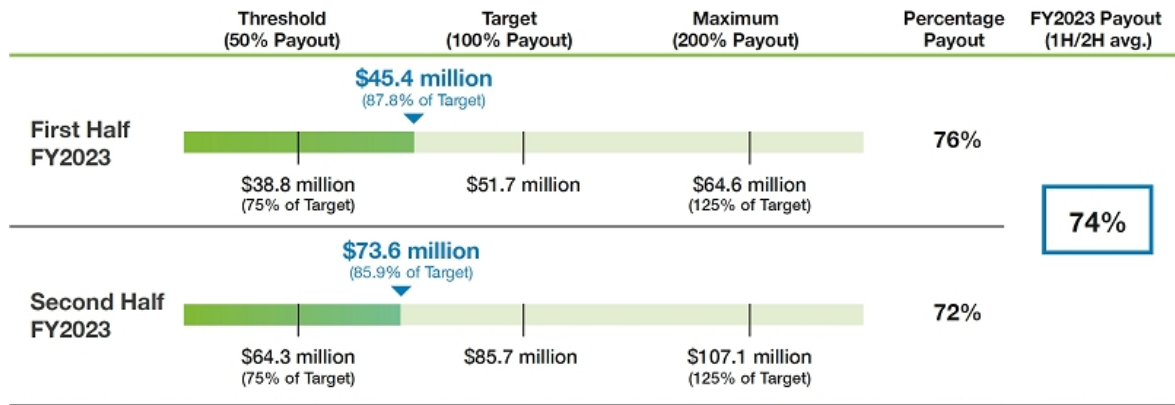 Threshold
(50% Payout)
Target
(100% Payout)
Maximum
(200% Payout)
Percentage
Payout
FY2023 Payout
(1H/2H avg.)
First Half
FY2023
$45.4 million
(87.8% of Target)
$38.8 million
(75% of Target)
$51.7 million
$64.6 million
(125% of Target)
76%
74%
Second Half
FY2023
$73.6 million
(85.9% of Target)
$64.3 million
(75% of Target)
$85.7 million
$107.1 million
(125% of Target)
72%